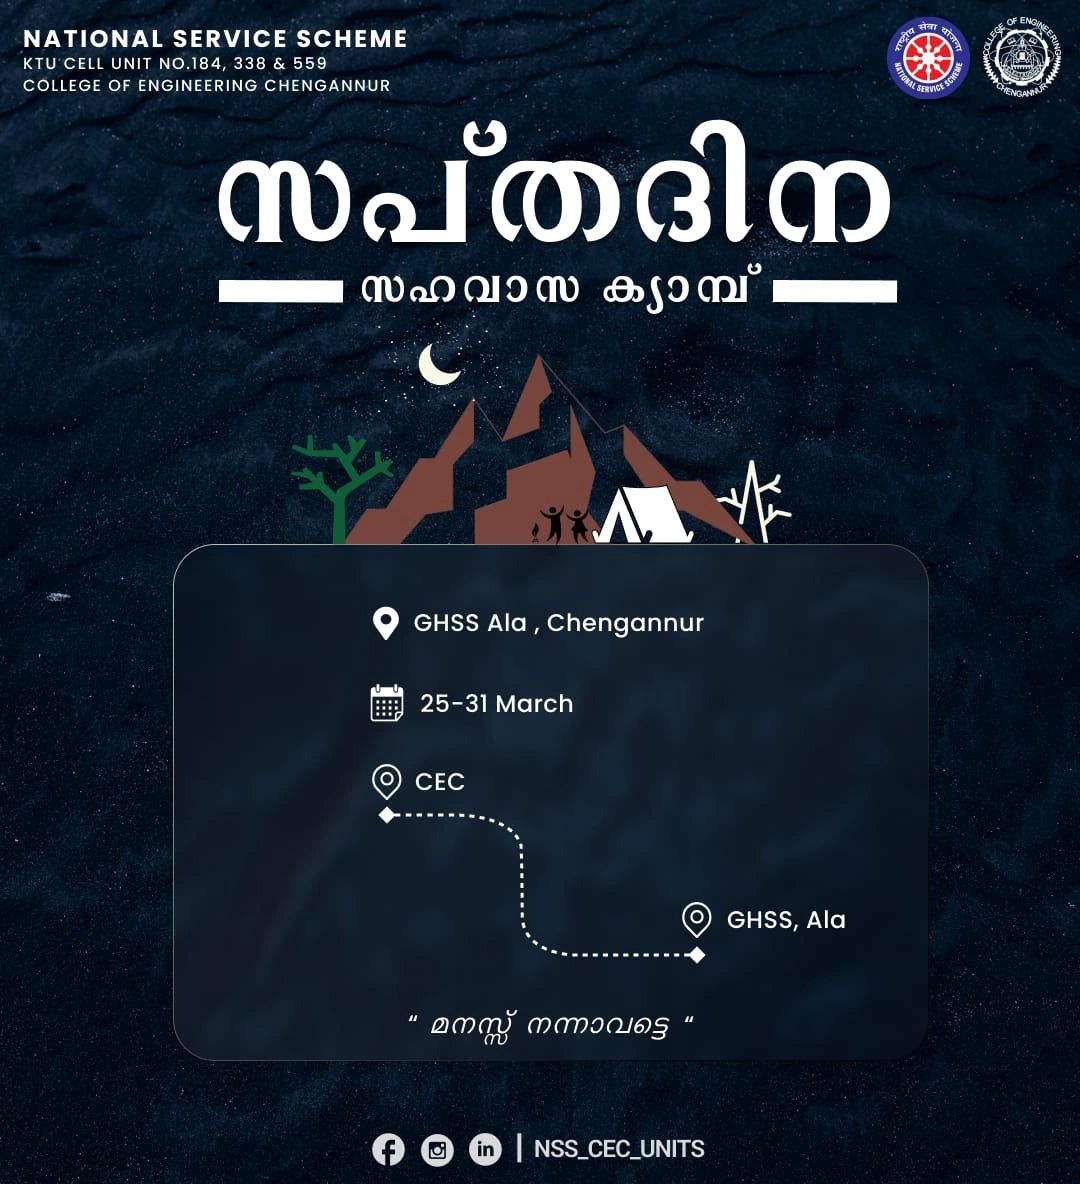 NATIONAL SERVICE SCHEME
KTU CELL UNIT NO.184, 338 & 559
COLLEGE OF ENGINEERING CHENGANNUR
राष्ट्रीय सेवा योजना
NATIONAL SERVICE SCHEME
COLLEGE OF ENGINEERING
CHENGANNUR
സപ്തദിന
സഹവാസ ക്യാമ്പ്
GHSS Ala , Chengannur
25-31 March
CEC
GHSS, Ala
“ മനസ്സ് നന്നാവട്ടെ “
in | NSS_CEC_UNITS